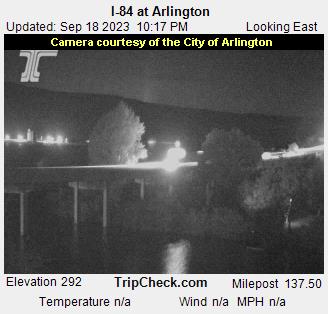 I-84 at Arlington
Updated: Sep 18 2023 10:17 PM Looking East
Camera courtesy of the City of Arlington
Elevation 292 TripCheck.com Milepost 137.50
Temperature n/a Wind n/a MPH n/a